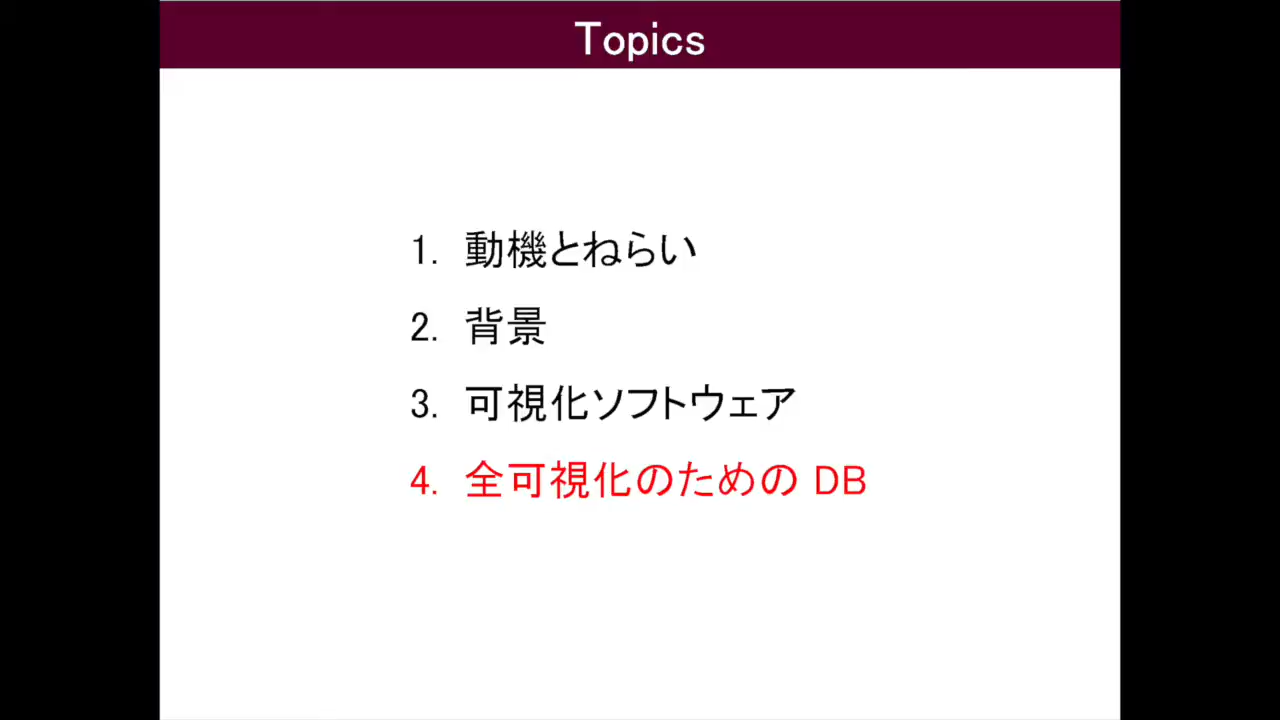 Topics
1. 動機とねらい
2. 背景
3. 可視化ソフトウェア
4. 全可視化のための DB